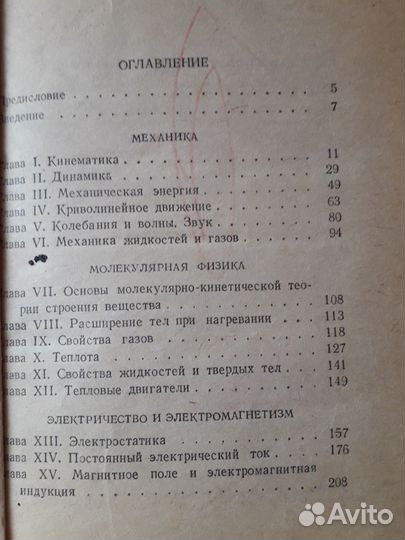 ОГЛАВЛЕНИЕ
редисловие . . . . . . . . . . . . . . . . . 5
ведение . . . . . . . . . . . . . . . . . . 7
МЕХАНИКА
лава I. Кинематика . . . . . . . . . . . . . 11
лава II. Динамика . . . . . . . . . . . . . 29
лава III. Механическая энергия . . . . . . . . 49
лава IV. Криволинейное движение . . . . . . . 63
лава V. Колебания и волны. Звук . . . . . . . 80
лава VI. Механика жидкостей и газов . . . . . 94
МОЛЕКУЛЯРНАЯ ФИЗИКА
лава VII. Основы молекулярно-кинетической тео-
рии строения вещества . . . . . . . . . . 108
лава VIII. Расширение тел при нагревании . . . 113
лава IX. Свойства газов . . . . . . . . . . . 118
лава X. Теплота . . . . . . . . . . . . . . 127
лава XI. Свойства жидкостей и твердых тел . . 141
лава XII. Тепловые двигатели . . . . . . . . 149
ЭЛЕКТРИЧЕСТВО И ЭЛЕКТРОМАГНЕТИЗМ
лава XIII. Электростатика . . . . . . . . . . 157
лава XIV. Постоянный электрический ток . . . 176
лава XV. Магнитное поле и электромагнитная
индукция . . . . . . . . . . . . . . . . 208
Avito